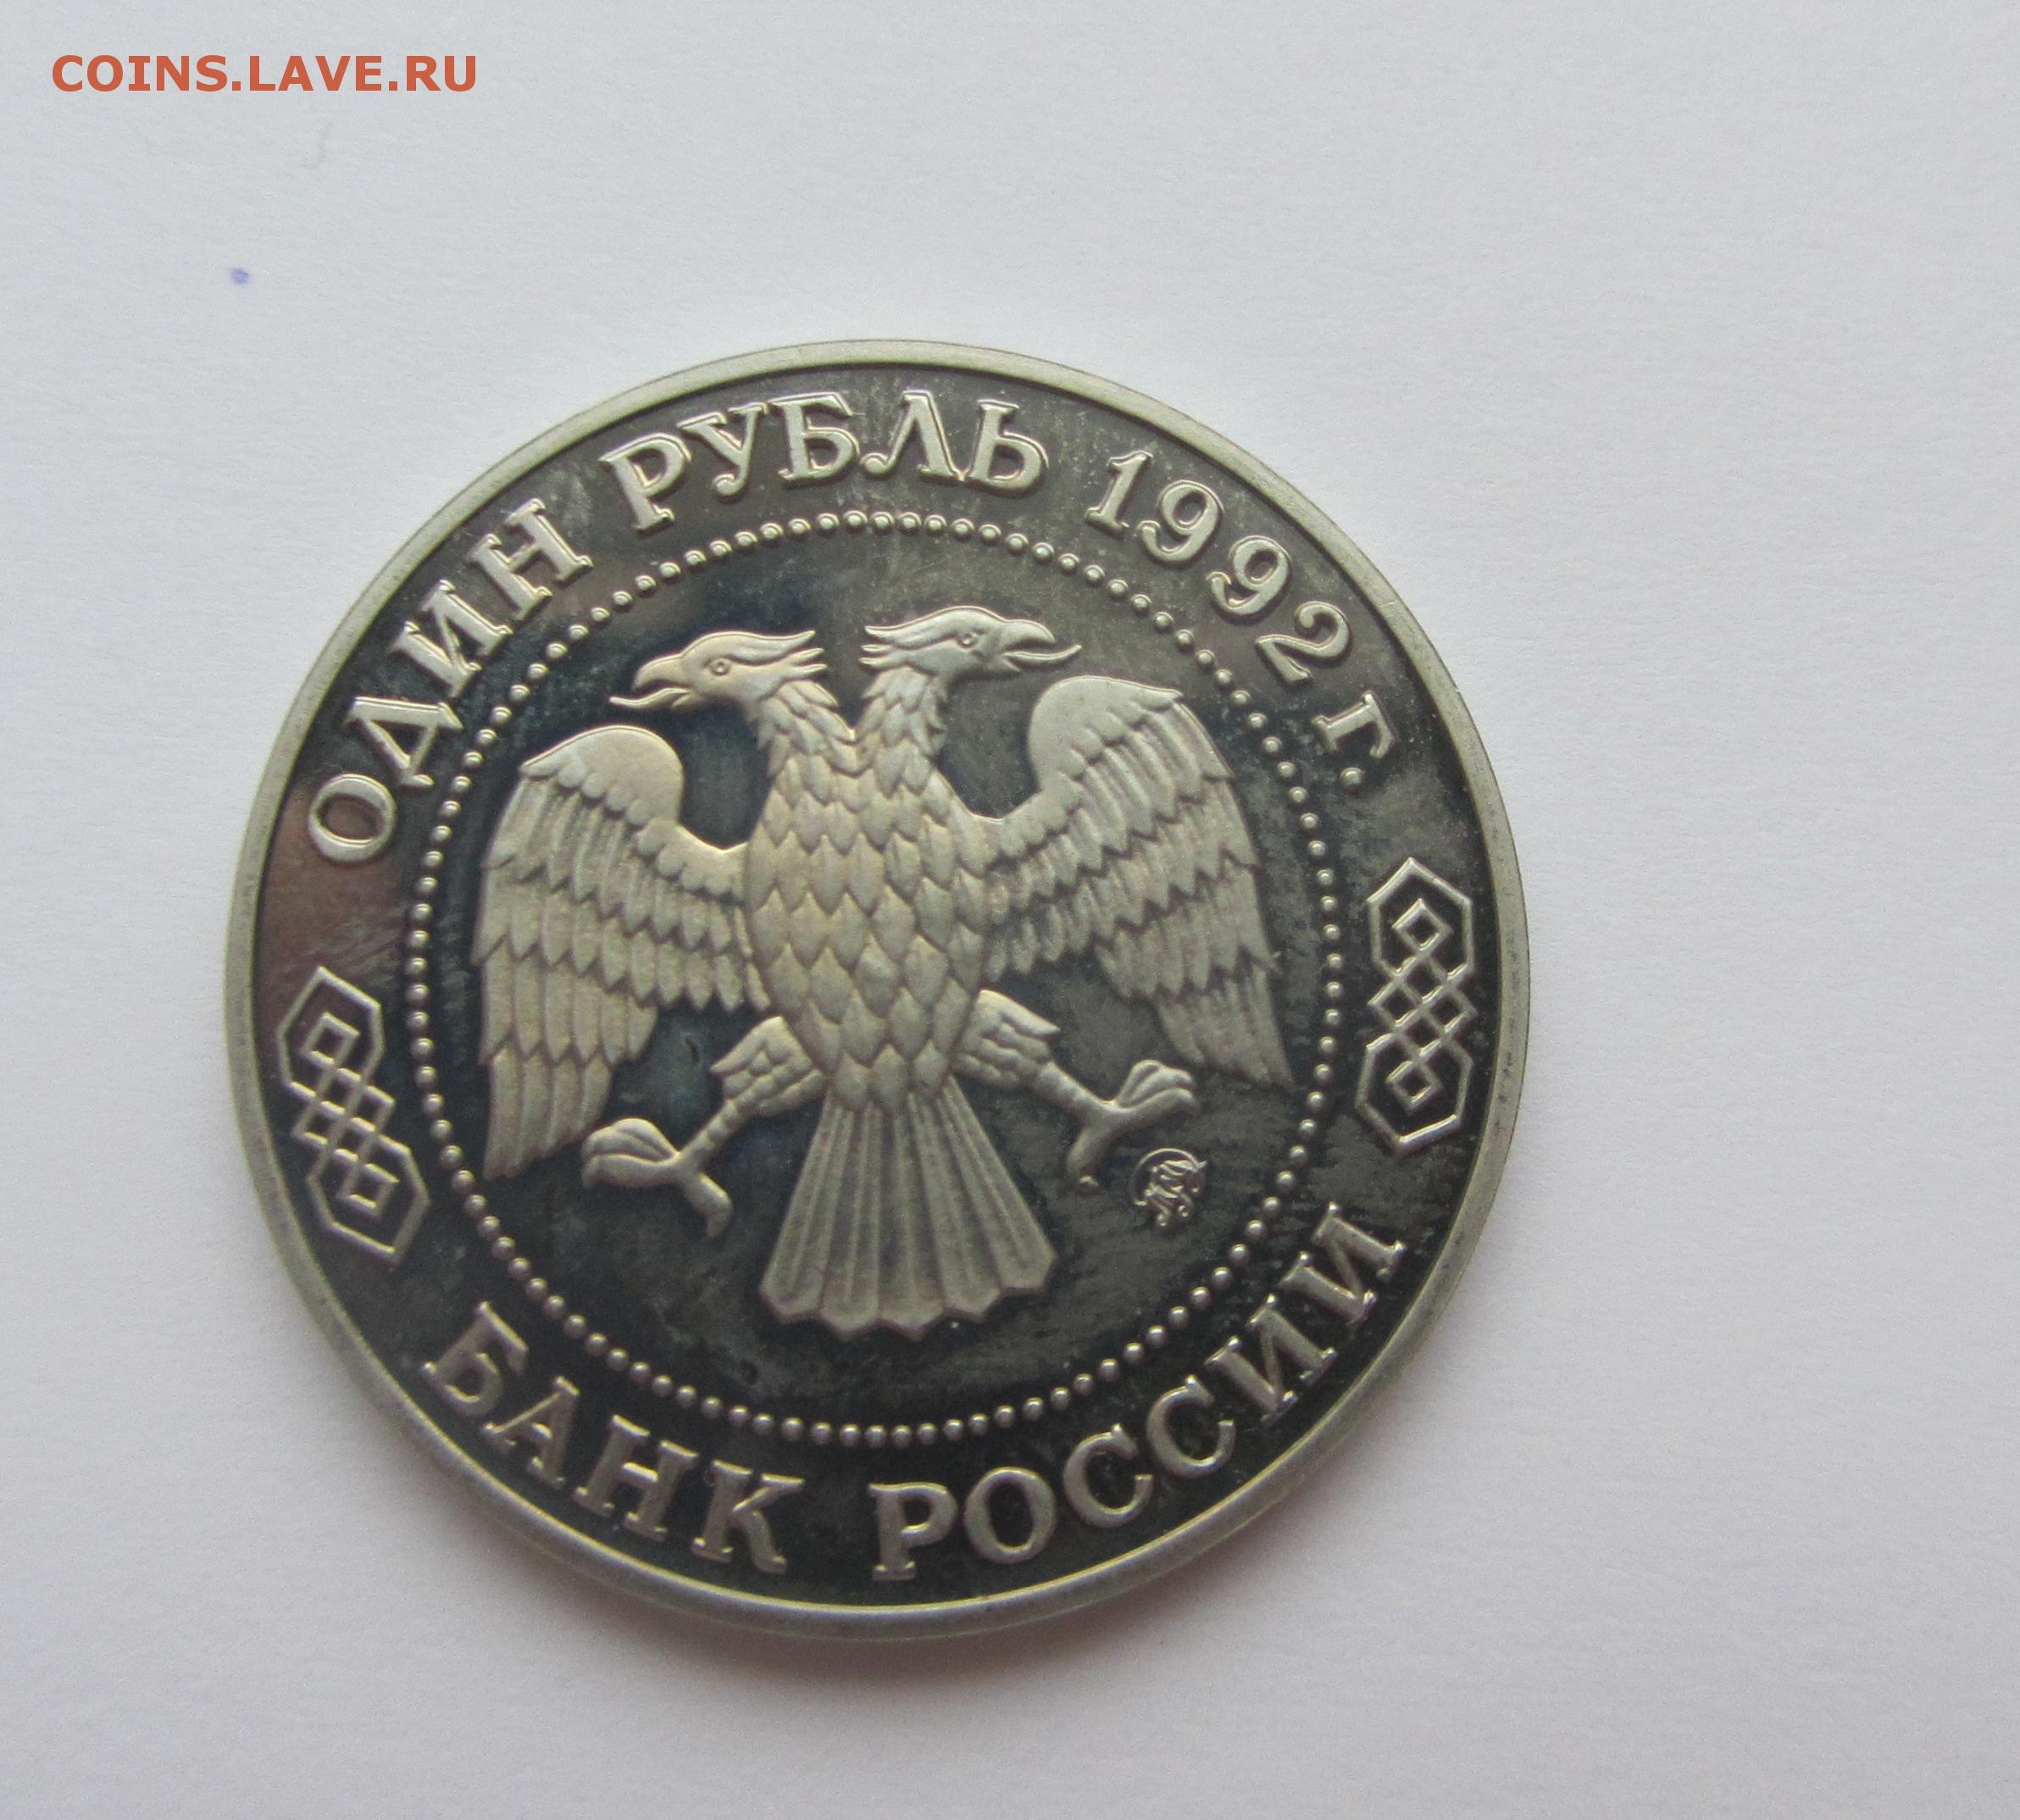 COINS.LAVE.RU
ОДИН РУБЛЬ 1992 г.
БАНК РОССИИ